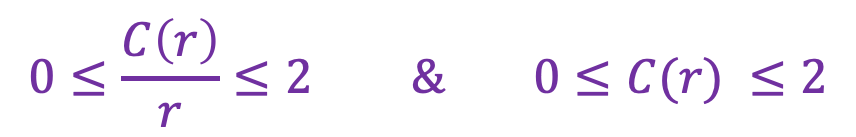 0 ≤ C(r)/r ≤ 2 & 0 ≤ C(r) ≤ 2